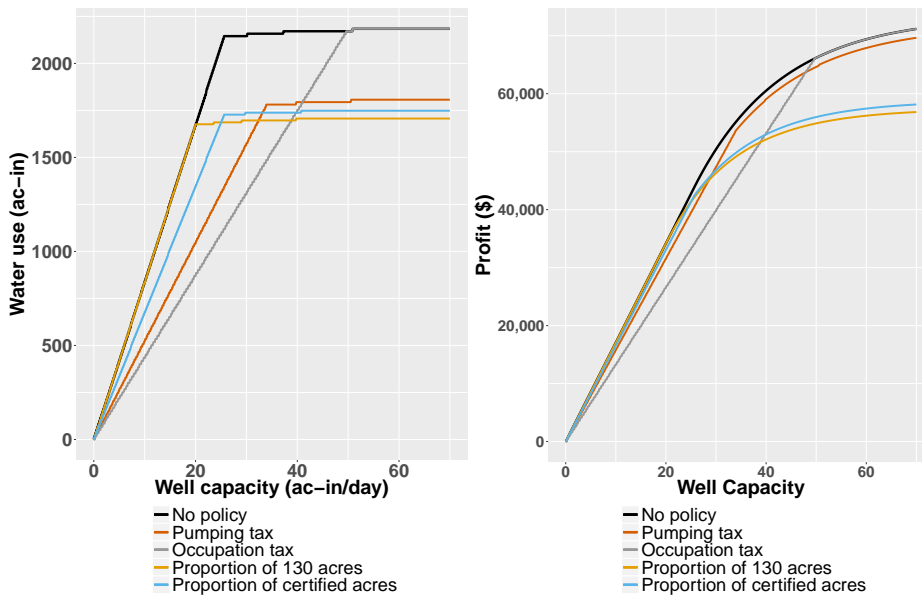 Water use (ac−in)
2000
1500
1000
500
0
0 20 40 60
Well capacity (ac−in/day)
No policy
Pumping tax
Occupation tax
Proportion of 130 acres
Proportion of certified acres
Profit ($)
60,000
40,000
20,000
0
0 20 40 60
Well Capacity
No policy
Pumping tax
Occupation tax
Proportion of 130 acres
Proportion of certified acres